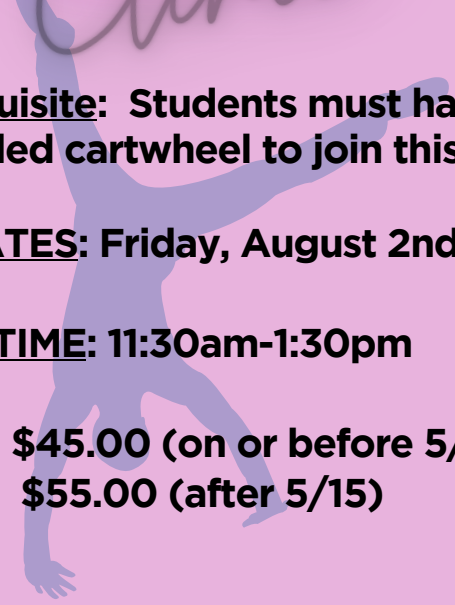 uisite: Students must ha
led cartwheel to join this
ATES: Friday, August 2nd
TIME: 11:30am-1:30pm
$45.00 (on or before 5/
$55.00 (after 5/15)